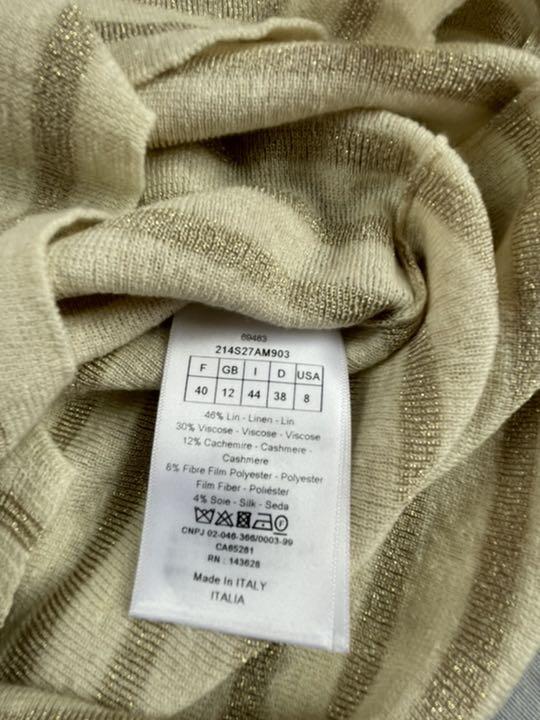 69463
214S27AM903
F GB I D USA
40 12 44 38 8
46% Lin - Linen - Lin
30% Viscose - Viscose - Viscose
12% Cachemire - Cashmere -
Cashmere
8% Fibre Film Polyester - Polyester
Film Fiber - Poliéster
4% Soie - Silk - Seda
CNPJ 02-046-366/0003-99
CA65281
RN : 143628
Made In ITALY
ITALIA